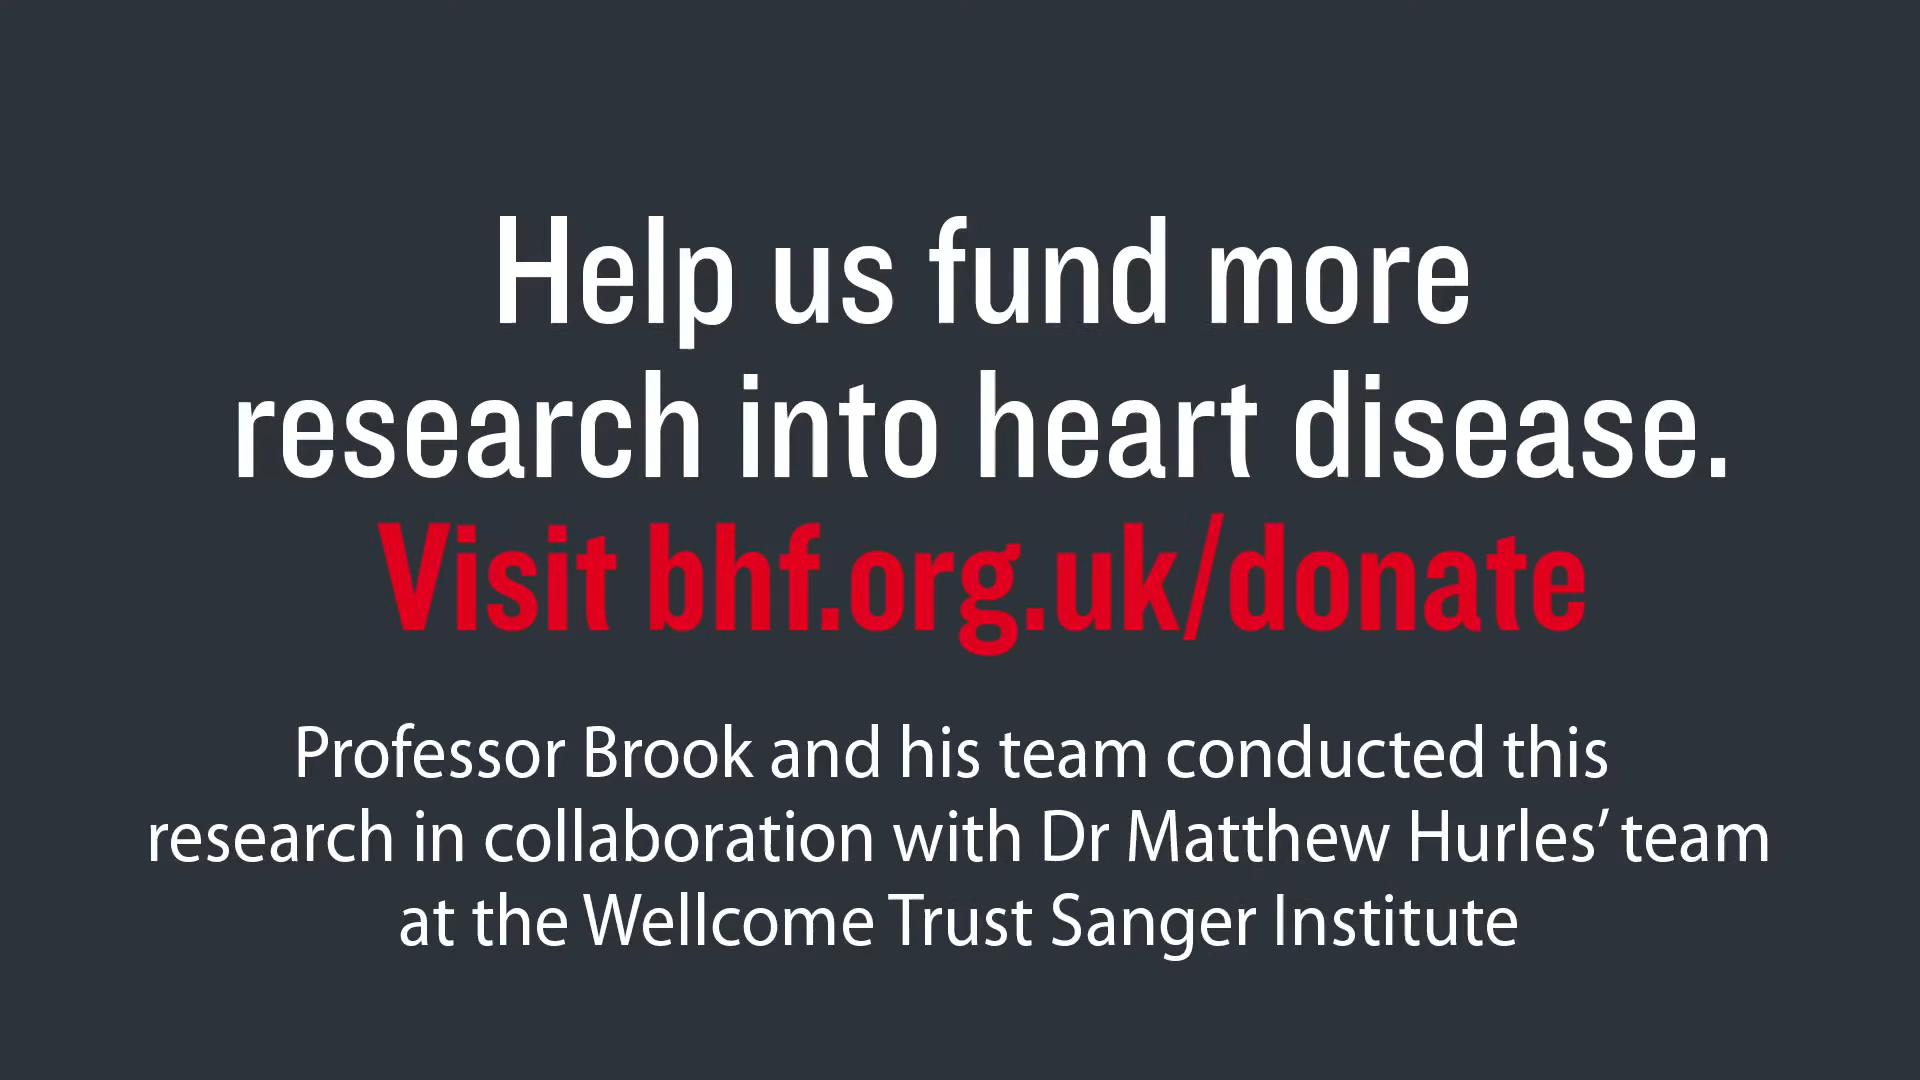 Help us fund more
research into heart disease.
Visit bhf.org.uk/donate
Professor Brook and his team conducted this
research in collaboration with Dr Matthew Hurles’ team
at the Wellcome Trust Sanger Institute